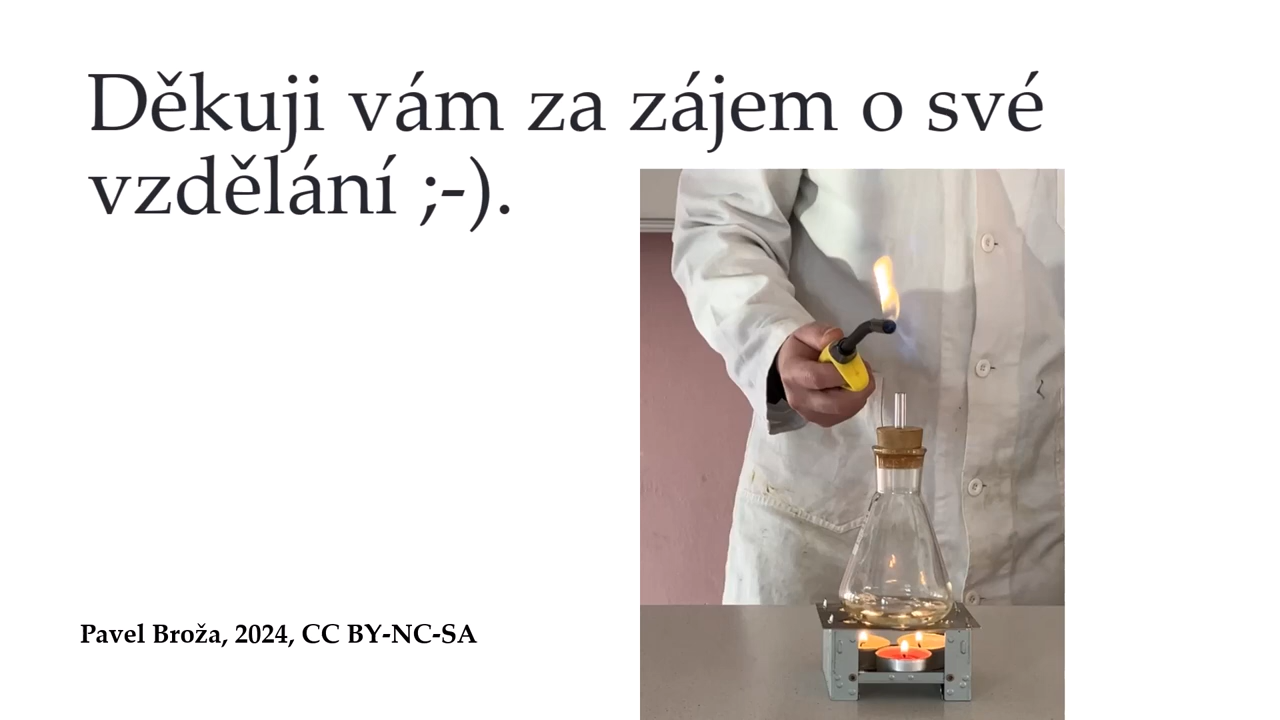 Děkuji vám za zájem o své
vzdělání ;-).
Pavel Broža, 2024, CC BY-NC-SA